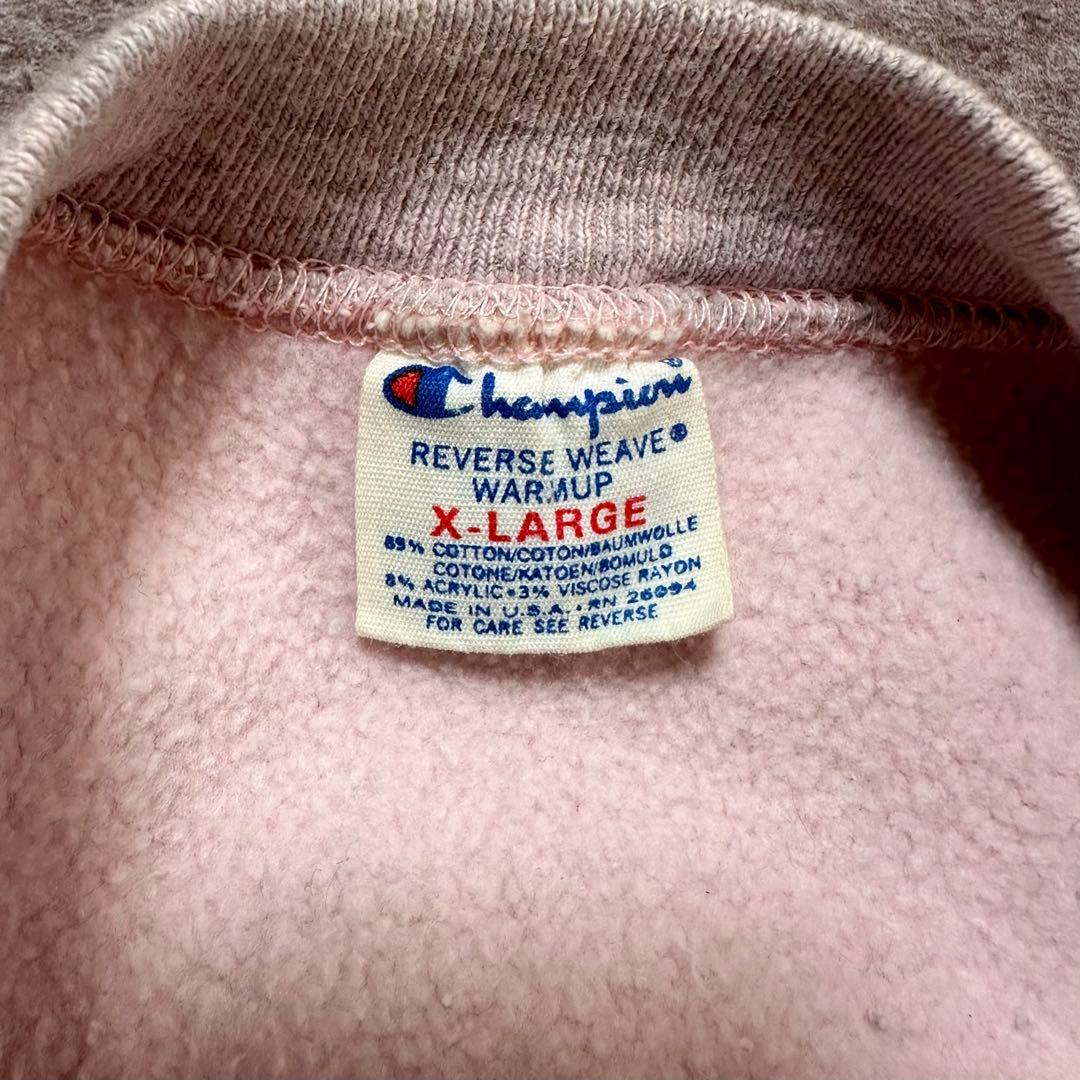 Champion®
REVERSE WEAVE®
WARMUP
X-LARGE
89% COTTON/COTON/BAUMWOLLE
COTONE/KATOEN/BOMULD
8% ACRYLIC • 3% VISCOSE RAYON
MADE IN U.S.A. • RN 26094
FOR CARE SEE REVERSE